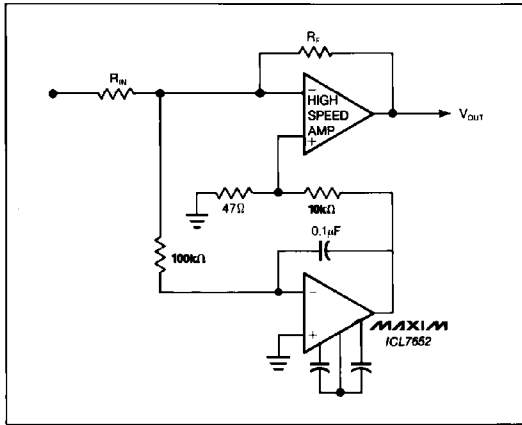 R_F
R_IN
HIGH
SPEED
AMP
−
+
V_OUT
47Ω
10kΩ
0.1μF
100kΩ
−
+
MAXIM
ICL7652